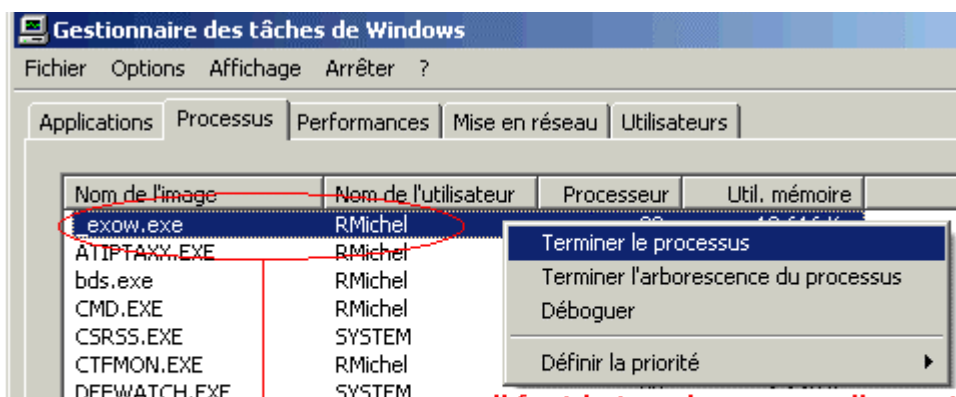 Gestionnaire des tâches de Windows
Fichier Options Affichage Arrêter ?
Applications Processus Performances Mise en réseau Utilisateurs
Nom de l'image Nom de l'utilisateur Processeur Util. mémoire
_exow.exe RMichel
ATIPTAXX.EXE RMichel
bds.exe RMichel
CMD.EXE RMichel
CSRSS.EXE SYSTEM
CTFMON.EXE RMichel
DEFWATCH.EXE SYSTEM
Terminer le processus
Terminer l'arborescence du processus
Déboguer
Définir la priorité